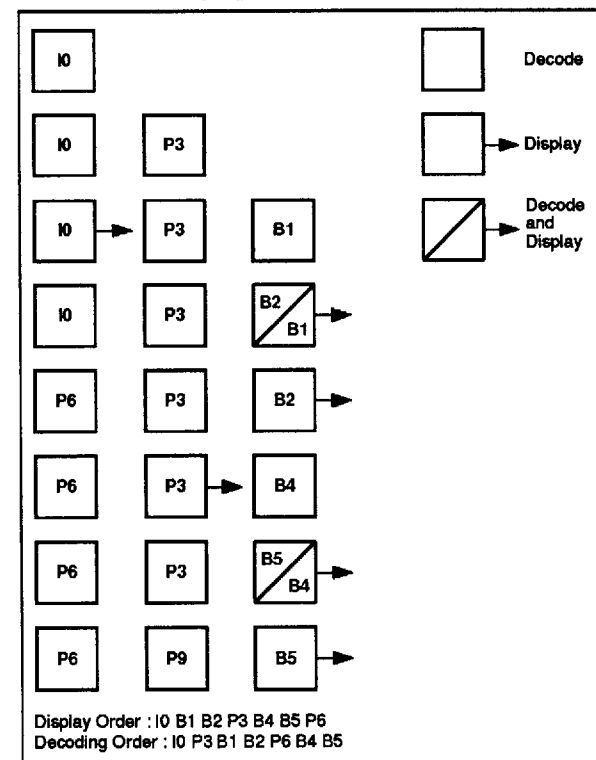 I0
Decode
I0 P3
Display
I0 P3 B1
Decode
and
Display
I0 P3 B2 B1
P6 P3 B2
P6 P3 B4
P6 P3 B5 B4
P6 P9 B5
Display Order : I0 B1 B2 P3 B4 B5 P6
Decoding Order : I0 P3 B1 B2 P6 B4 B5